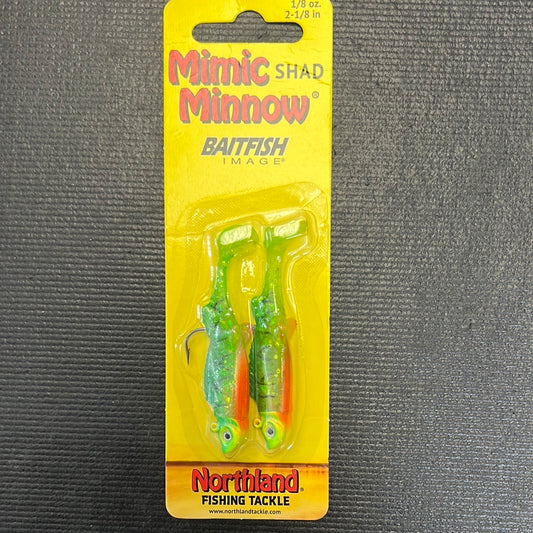 1/8 oz.
2-1/8 in
Mimic SHAD
Minnow®
BAITFISH
IMAGE®
Northland®
FISHING TACKLE
www.northlandtackle.com